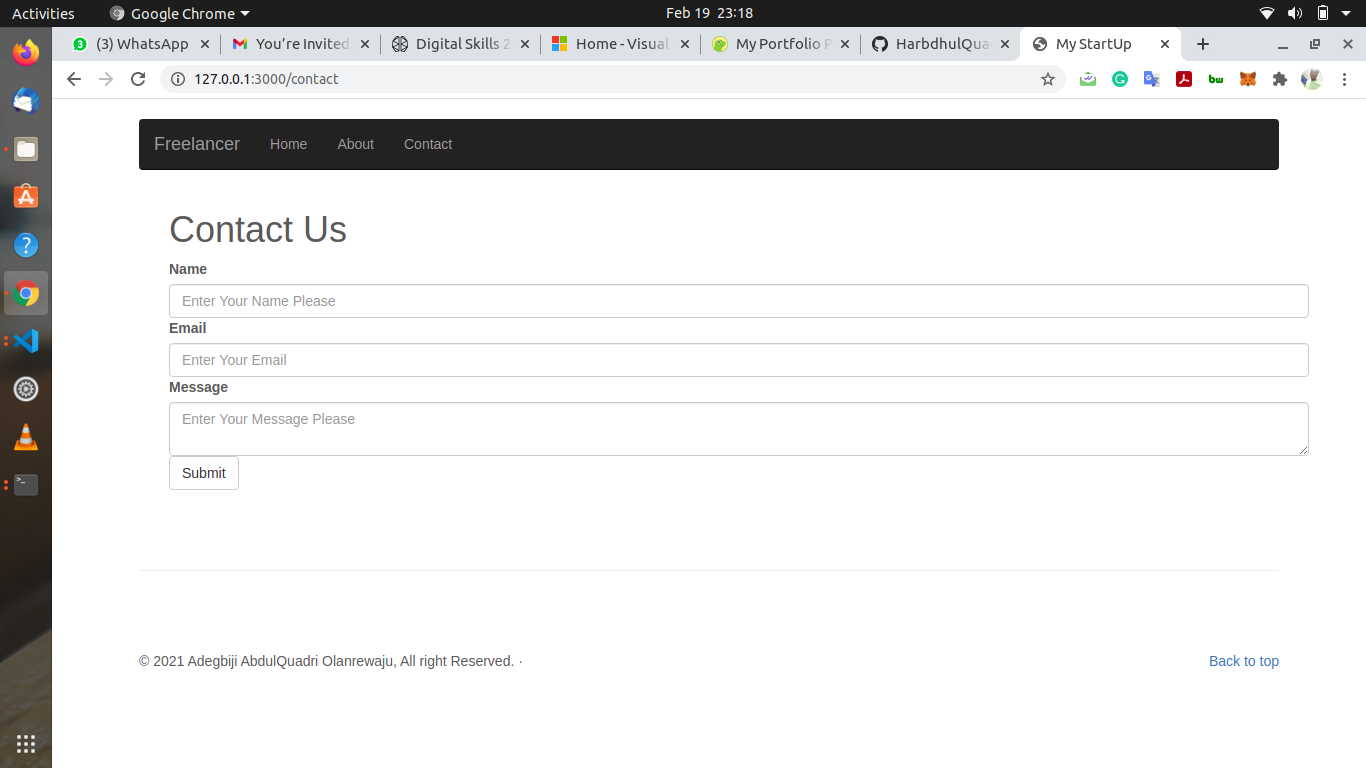 Activities Google Chrome Feb 19 23:18
(3) WhatsApp You're Invited Digital Skills 2 Home - Visual My Portfolio P HarbdhulQua My StartUp
127.0.0.1:3000/contact
Freelancer Home About Contact
Contact Us
Name
Enter Your Name Please
Email
Enter Your Email
Message
Enter Your Message Please
Submit
© 2021 Adegbiji AbdulQuadri Olanrewaju, All right Reserved. · Back to top